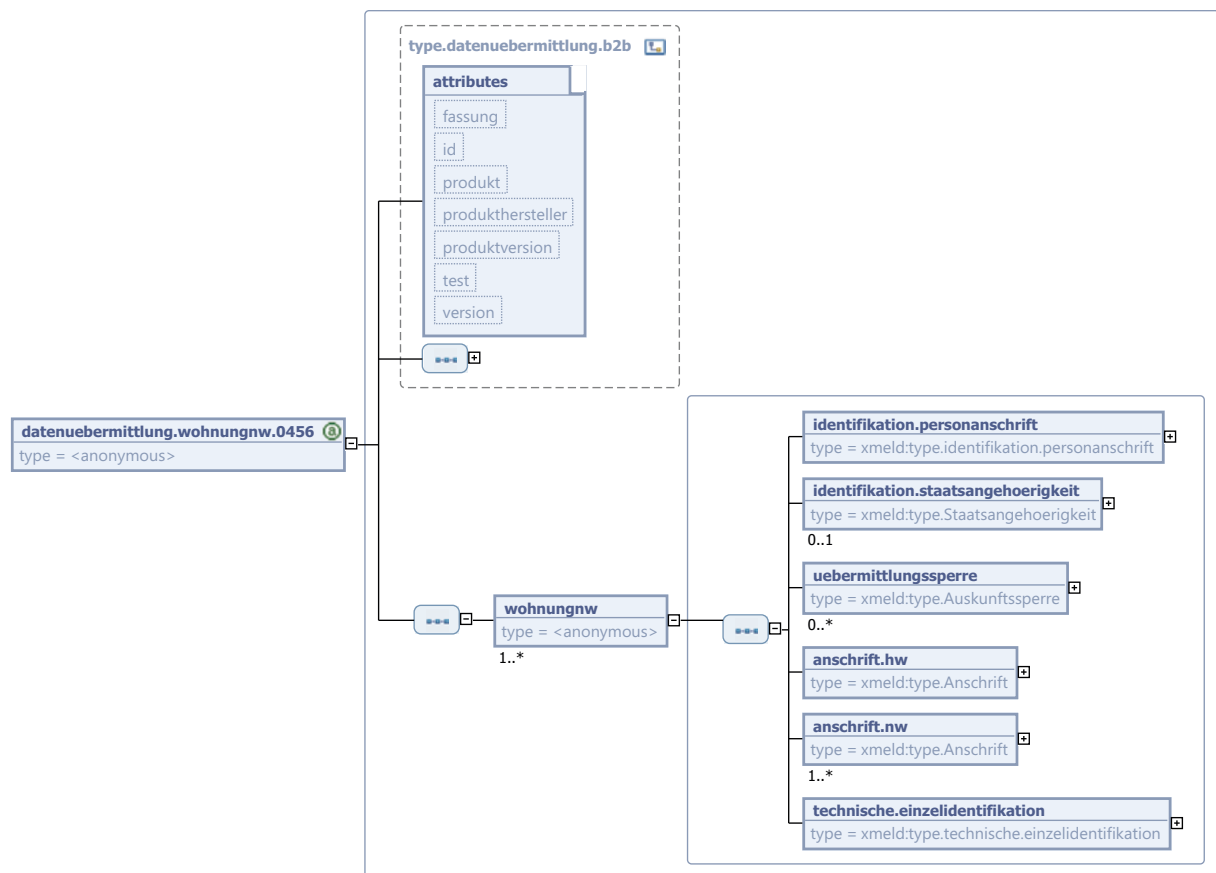 type.datenuebermittlung.b2b
attributes
fassung
id
produkt
produkthersteller
produktversion
test
version
datenuebermittlung.wohnungnw.0456
type = <anonymous>
wohnungnw
type = <anonymous>
1..*
identifikation.personanschrift
type = xmeld:type.identifikation.personanschrift
identifikation.staatsangehoerigkeit
type = xmeld:type.Staatsangehoerigkeit
0..1
uebermittlungssperre
type = xmeld:type.Auskunftssperre
0..*
anschrift.hw
type = xmeld:type.Anschrift
anschrift.nw
type = xmeld:type.Anschrift
1..*
technische.einzelidentifikation
type = xmeld:type.technische.einzelidentifikation